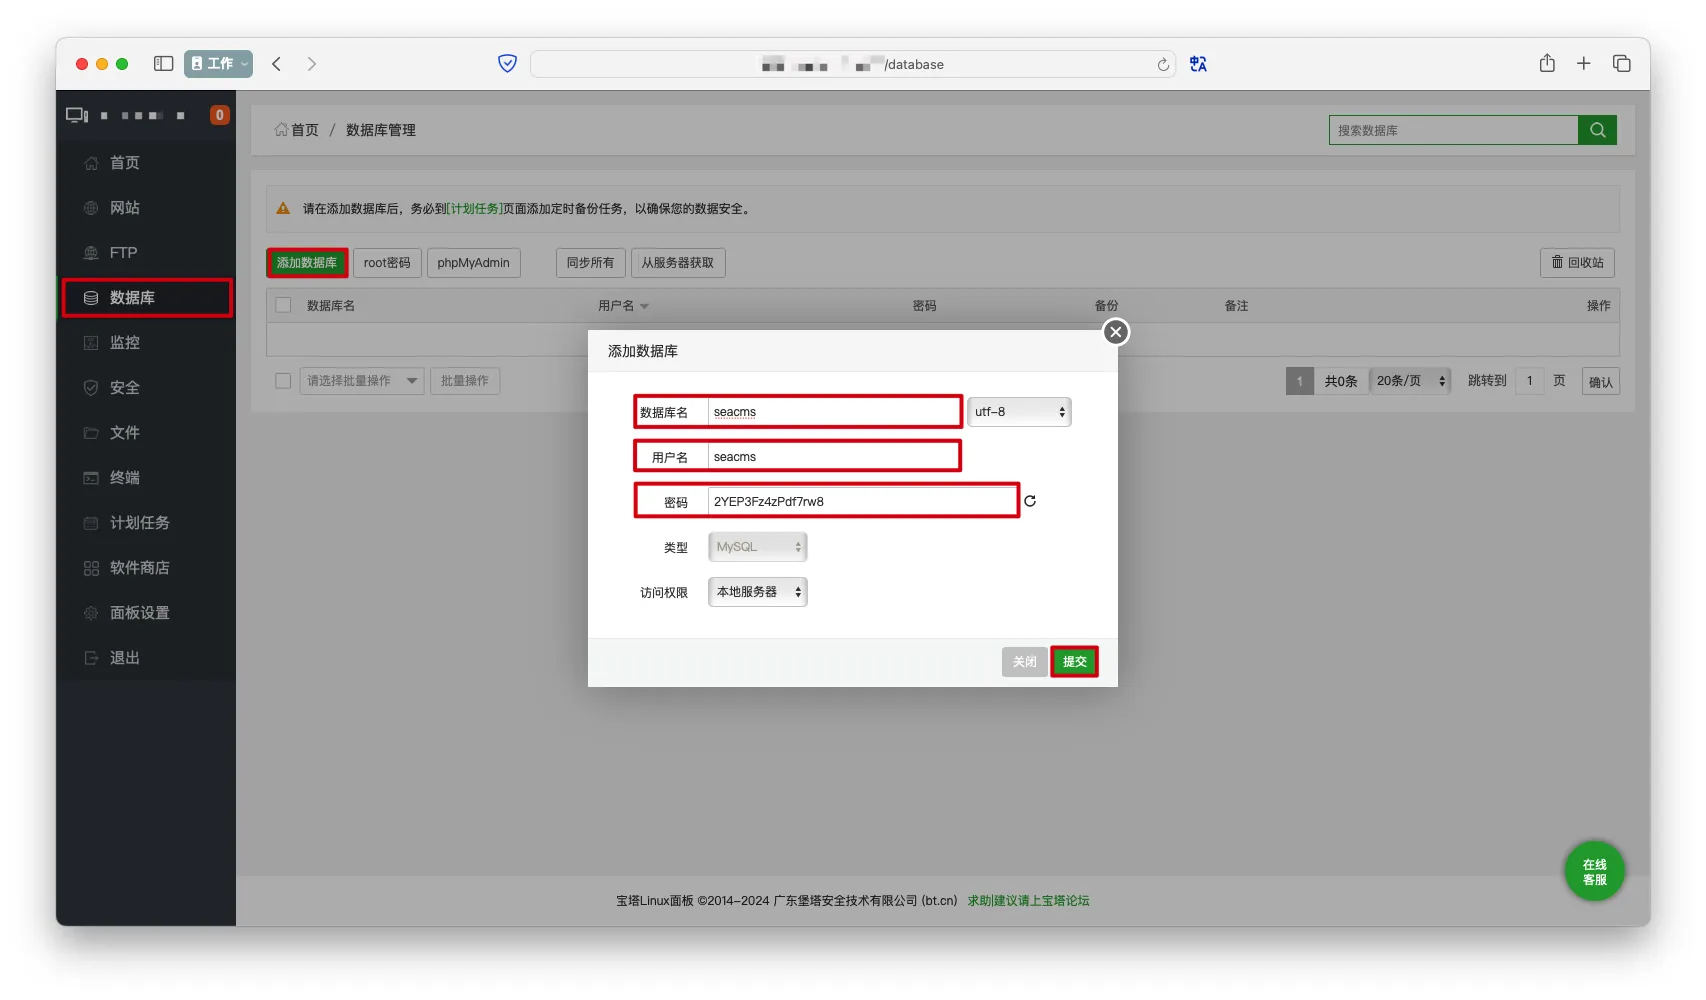 工作
/database
0
首页
网站
FTP
数据库
监控
安全
文件
终端
计划任务
软件商店
面板设置
退出
首页 / 数据库管理
搜索数据库
请在添加数据库后，务必到[计划任务]页面添加定时备份任务，以确保您的数据安全。
添加数据库 root密码 phpMyAdmin 同步所有 从服务器获取 回收站
数据库名 用户名 密码 备份 备注 操作
请选择批量操作 批量操作 1 共0条 20条/页 跳转到 1 页 确认
添加数据库
数据库名 seacms utf-8
用户名 seacms
密码 2YEP3Fz4zPdf7rw8
类型 MySQL
访问权限 本地服务器
关闭 提交
在线
客服
宝塔Linux面板 ©2014-2024 广东堡塔安全技术有限公司 (bt.cn) 求助|建议请上宝塔论坛